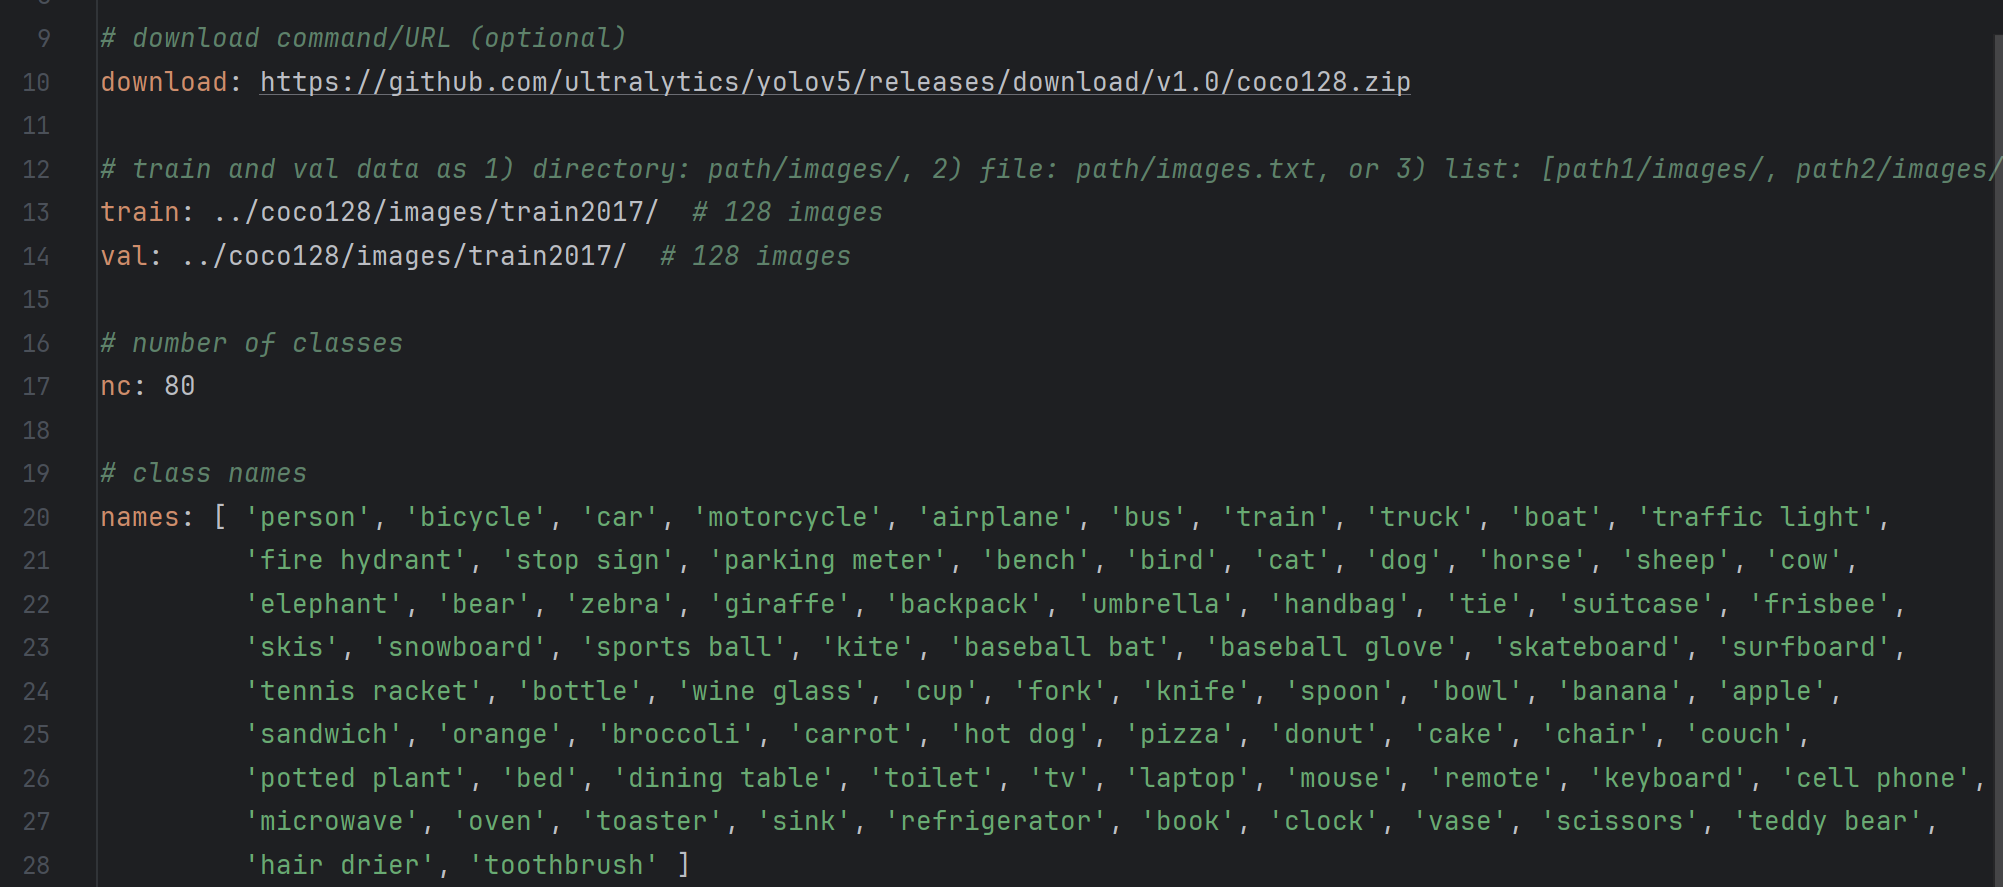 9 # download command/URL (optional)
10 download: https://github.com/ultralytics/yolov5/releases/download/v1.0/coco128.zip
11
12 # train and val data as 1) directory: path/images/, 2) file: path/images.txt, or 3) list: [path1/images/, path2/images/
13 train: ../coco128/images/train2017/  # 128 images
14 val: ../coco128/images/train2017/  # 128 images
15
16 # number of classes
17 nc: 80
18
19 # class names
20 names: [ 'person', 'bicycle', 'car', 'motorcycle', 'airplane', 'bus', 'train', 'truck', 'boat', 'traffic light',
21 'fire hydrant', 'stop sign', 'parking meter', 'bench', 'bird', 'cat', 'dog', 'horse', 'sheep', 'cow',
22 'elephant', 'bear', 'zebra', 'giraffe', 'backpack', 'umbrella', 'handbag', 'tie', 'suitcase', 'frisbee',
23 'skis', 'snowboard', 'sports ball', 'kite', 'baseball bat', 'baseball glove', 'skateboard', 'surfboard',
24 'tennis racket', 'bottle', 'wine glass', 'cup', 'fork', 'knife', 'spoon', 'bowl', 'banana', 'apple',
25 'sandwich', 'orange', 'broccoli', 'carrot', 'hot dog', 'pizza', 'donut', 'cake', 'chair', 'couch',
26 'potted plant', 'bed', 'dining table', 'toilet', 'tv', 'laptop', 'mouse', 'remote', 'keyboard', 'cell phone',
27 'microwave', 'oven', 'toaster', 'sink', 'refrigerator', 'book', 'clock', 'vase', 'scissors', 'teddy bear',
28 'hair drier', 'toothbrush' ]